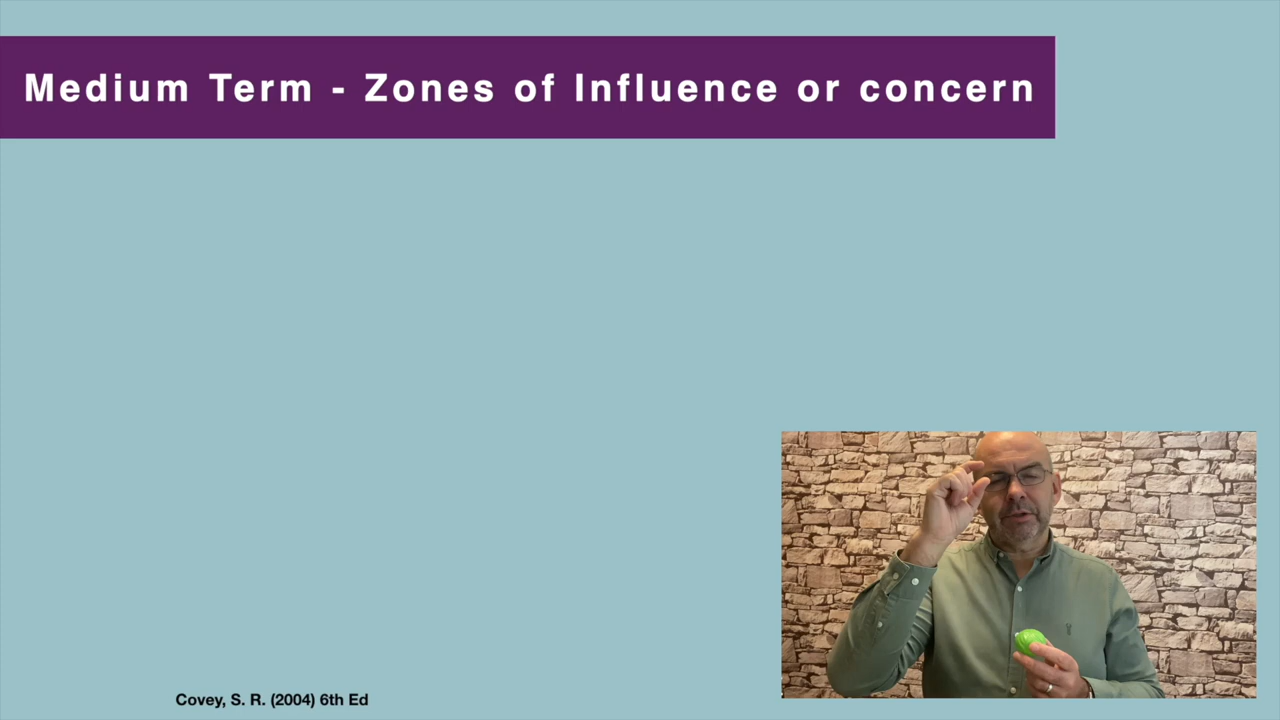 Medium Term - Zones of Influence or concern
Covey, S. R. (2004) 6th Ed